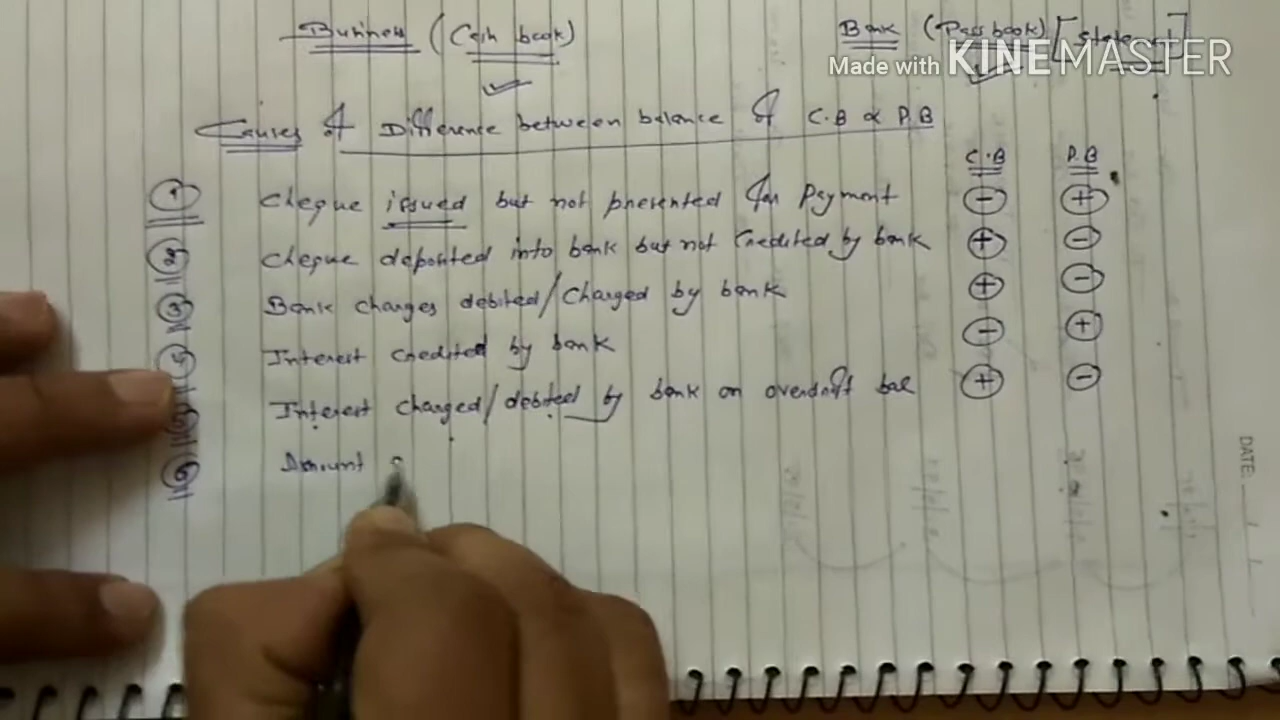 Business (Cash book) Bank (Pass book) [Statement]
Made with KINEMASTER
Causes of Difference between balance of C.B & P.B
C.B P.B
1 Cheque issued but not presented for Payment - +
2 Cheque deposited into bank but not Credited by bank + -
3 Bank charges debited/charged by bank + -
Interest credited by bank - +
Interest charged/debited by bank on overdraft bal + -
6 Amount
DATE: